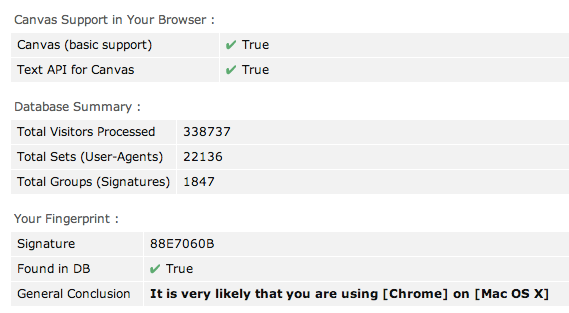 Canvas Support in Your Browser :
Canvas (basic support) ✔ True
Text API for Canvas ✔ True
Database Summary :
Total Visitors Processed 338737
Total Sets (User-Agents) 22136
Total Groups (Signatures) 1847
Your Fingerprint :
Signature 88E7060B
Found in DB ✔ True
General Conclusion It is very likely that you are using [Chrome] on [Mac OS X]